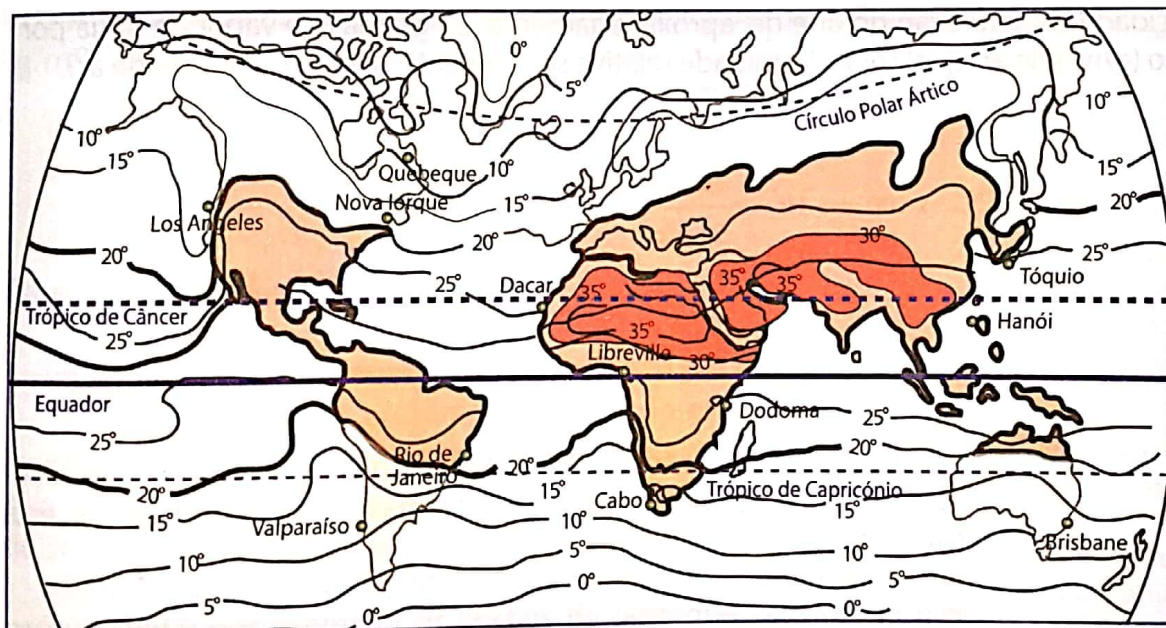 0°
5°
10°
10°
Círculo Polar Ártico
15°
10°
Quebeque
15°
15°
Nova Iorque
Los Angeles
20°
20°
20°
30°
25°
25°
35°
Tóquio
Dacar
35°
35°
25°
Trópico de Câncer
35°
Hanói
25°
Libreville
30°
Equador
Dodoma
25°
25°
Rio de
Janeiro
20°
20°
20°
15°
Trópico de Capricónio
15°
Cabo
15°
Valparaíso
10°
10°
Brisbane
10°
5°
5°
5°
0°
0°